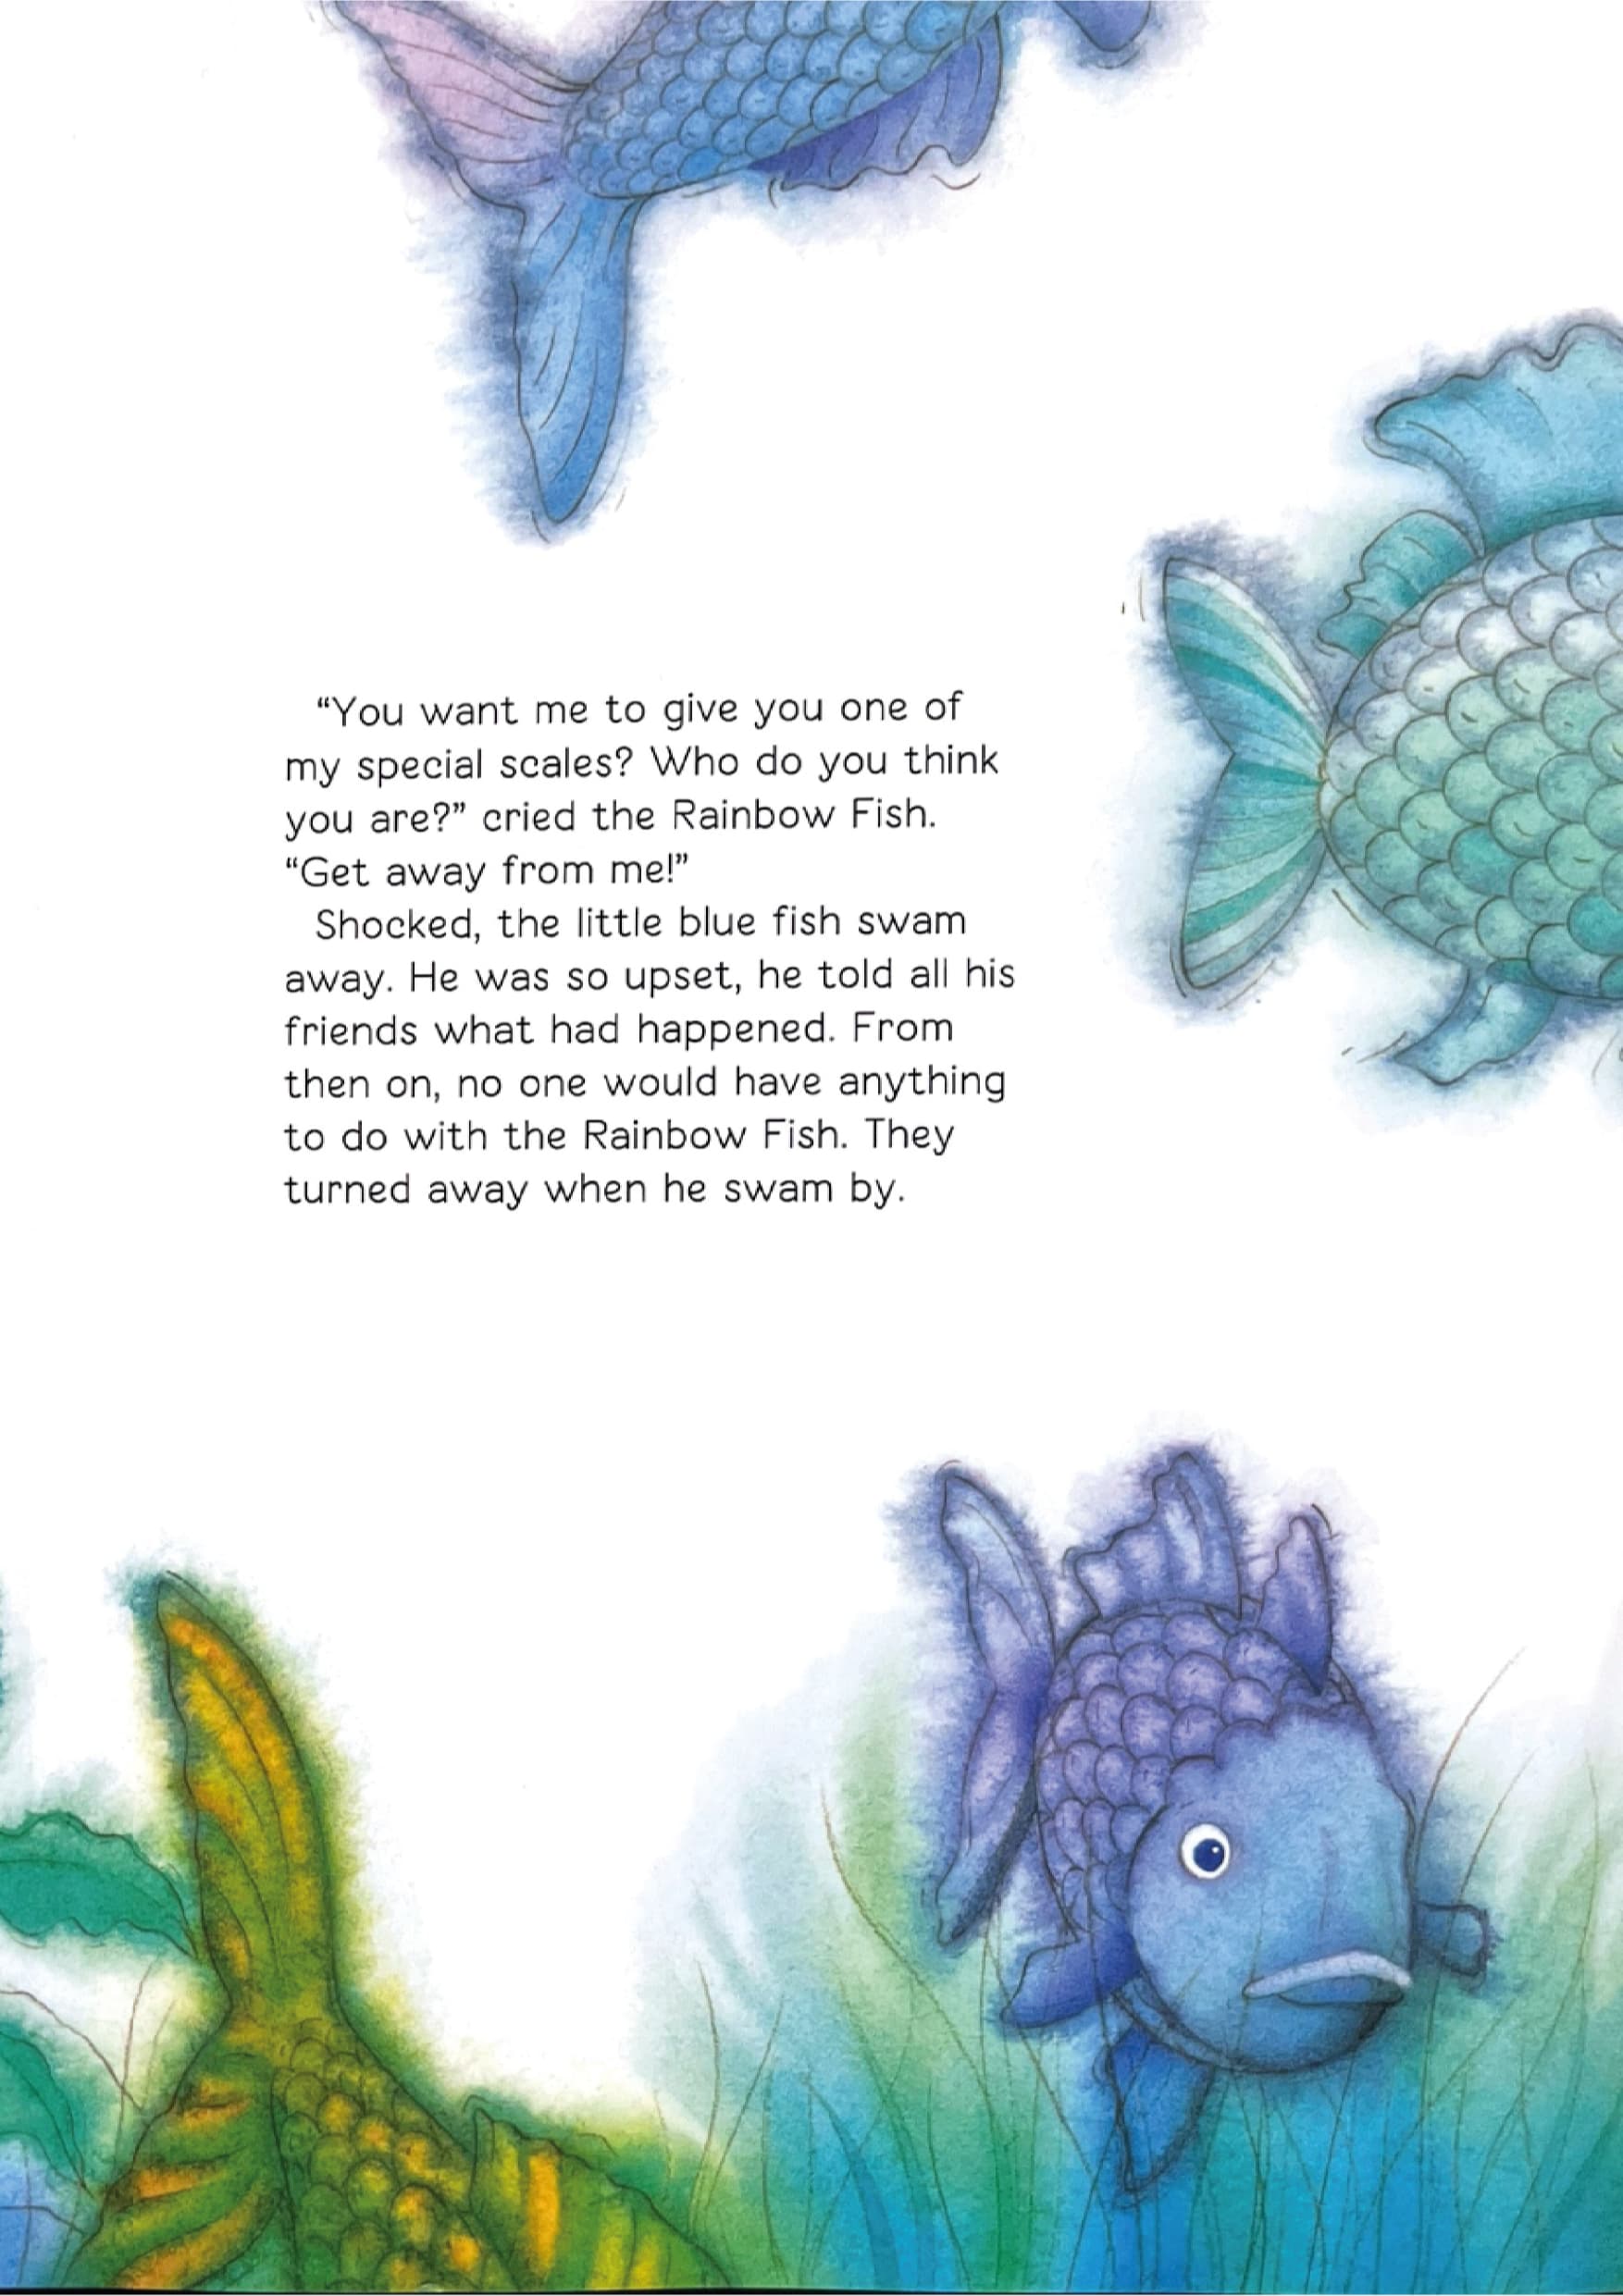 “You want me to give you one of
my special scales? Who do you think
you are?” cried the Rainbow Fish.
“Get away from me!”
Shocked, the little blue fish swam
away. He was so upset, he told all his
friends what had happened. From
then on, no one would have anything
to do with the Rainbow Fish. They
turned away when he swam by.